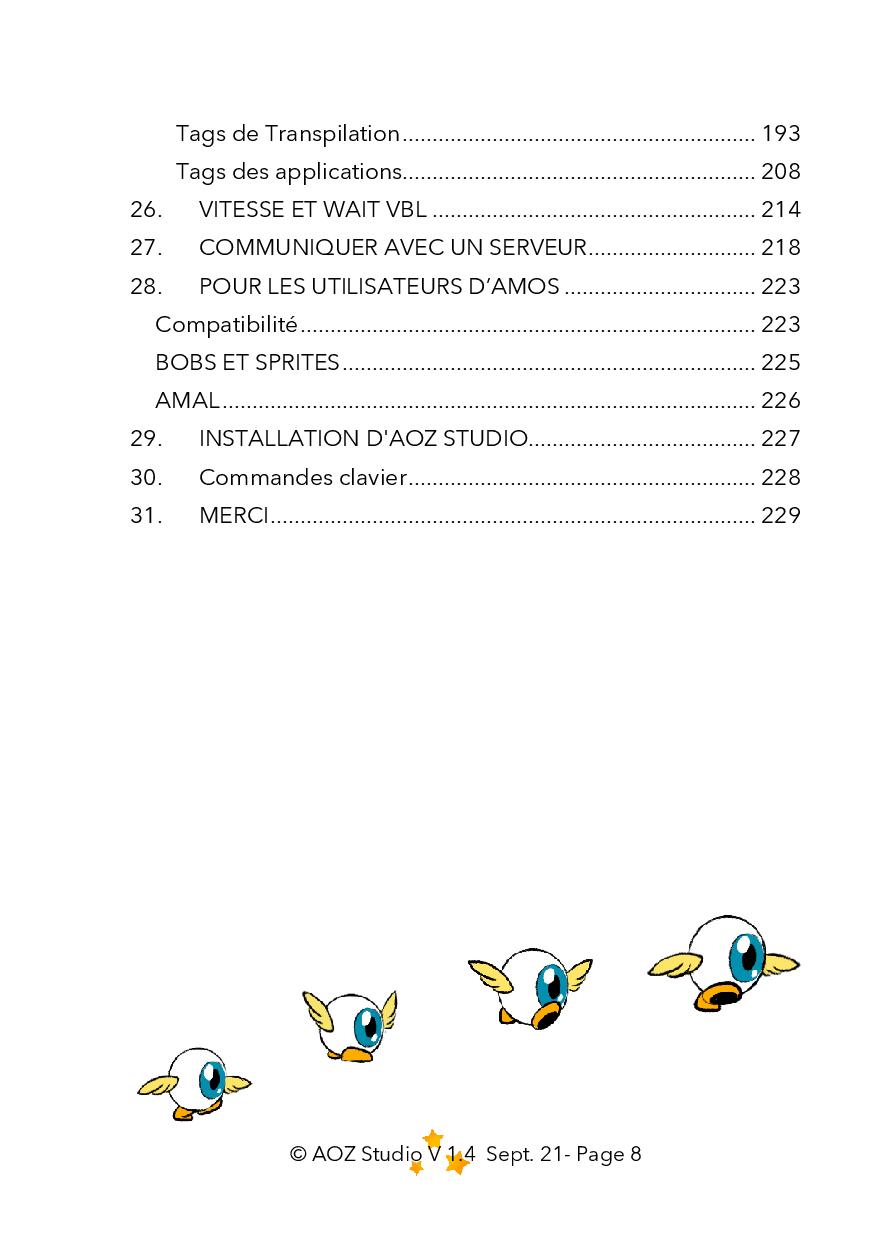 Tags de Transpilation........................................................... 193
Tags des applications........................................................... 208
26. VITESSE ET WAIT VBL ...................................................... 214
27. COMMUNIQUER AVEC UN SERVEUR............................ 218
28. POUR LES UTILISATEURS D’AMOS ................................ 223
Compatibilité............................................................................ 223
BOBS ET SPRITES..................................................................... 225
AMAL......................................................................................... 226
29. INSTALLATION D'AOZ STUDIO...................................... 227
30. Commandes clavier.......................................................... 228
31. MERCI................................................................................. 229
© AOZ Studio V 1.4 Sept. 21- Page 8